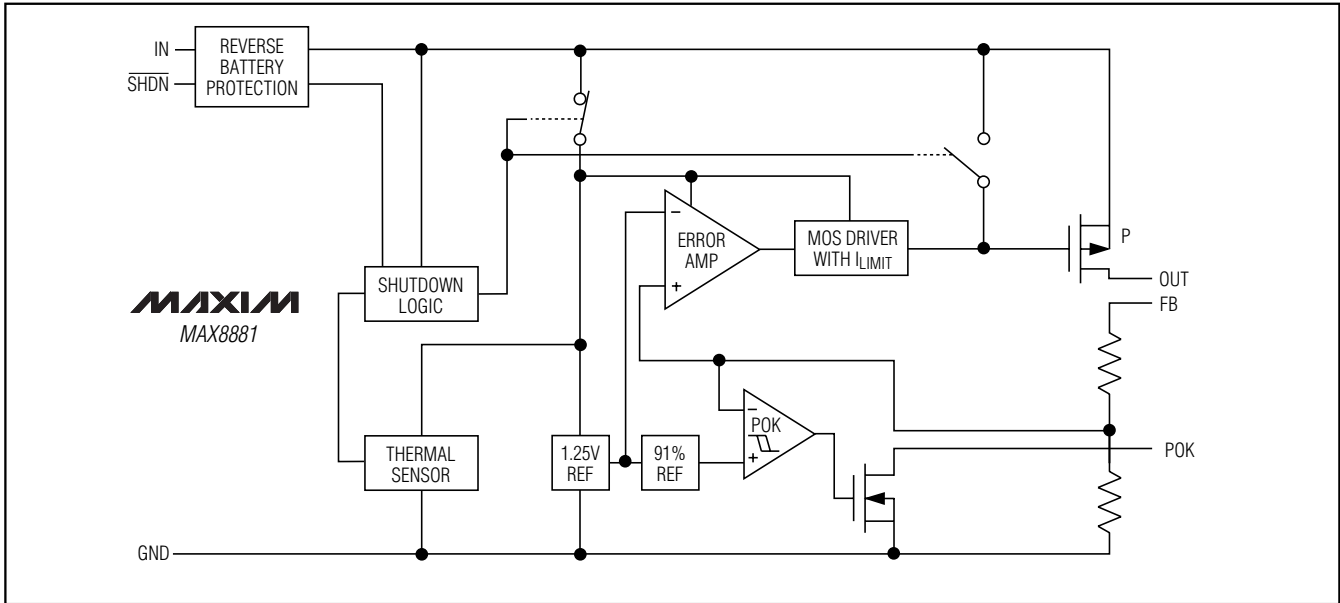 IN
SHDN
REVERSE
BATTERY
PROTECTION
ERROR
AMP
−
+
MOS DRIVER
WITH ILIMIT
P
OUT
FB
SHUTDOWN
LOGIC
MAXIM
MAX8881
−
POK
+
THERMAL
SENSOR
1.25V
REF
91%
REF
POK
GND